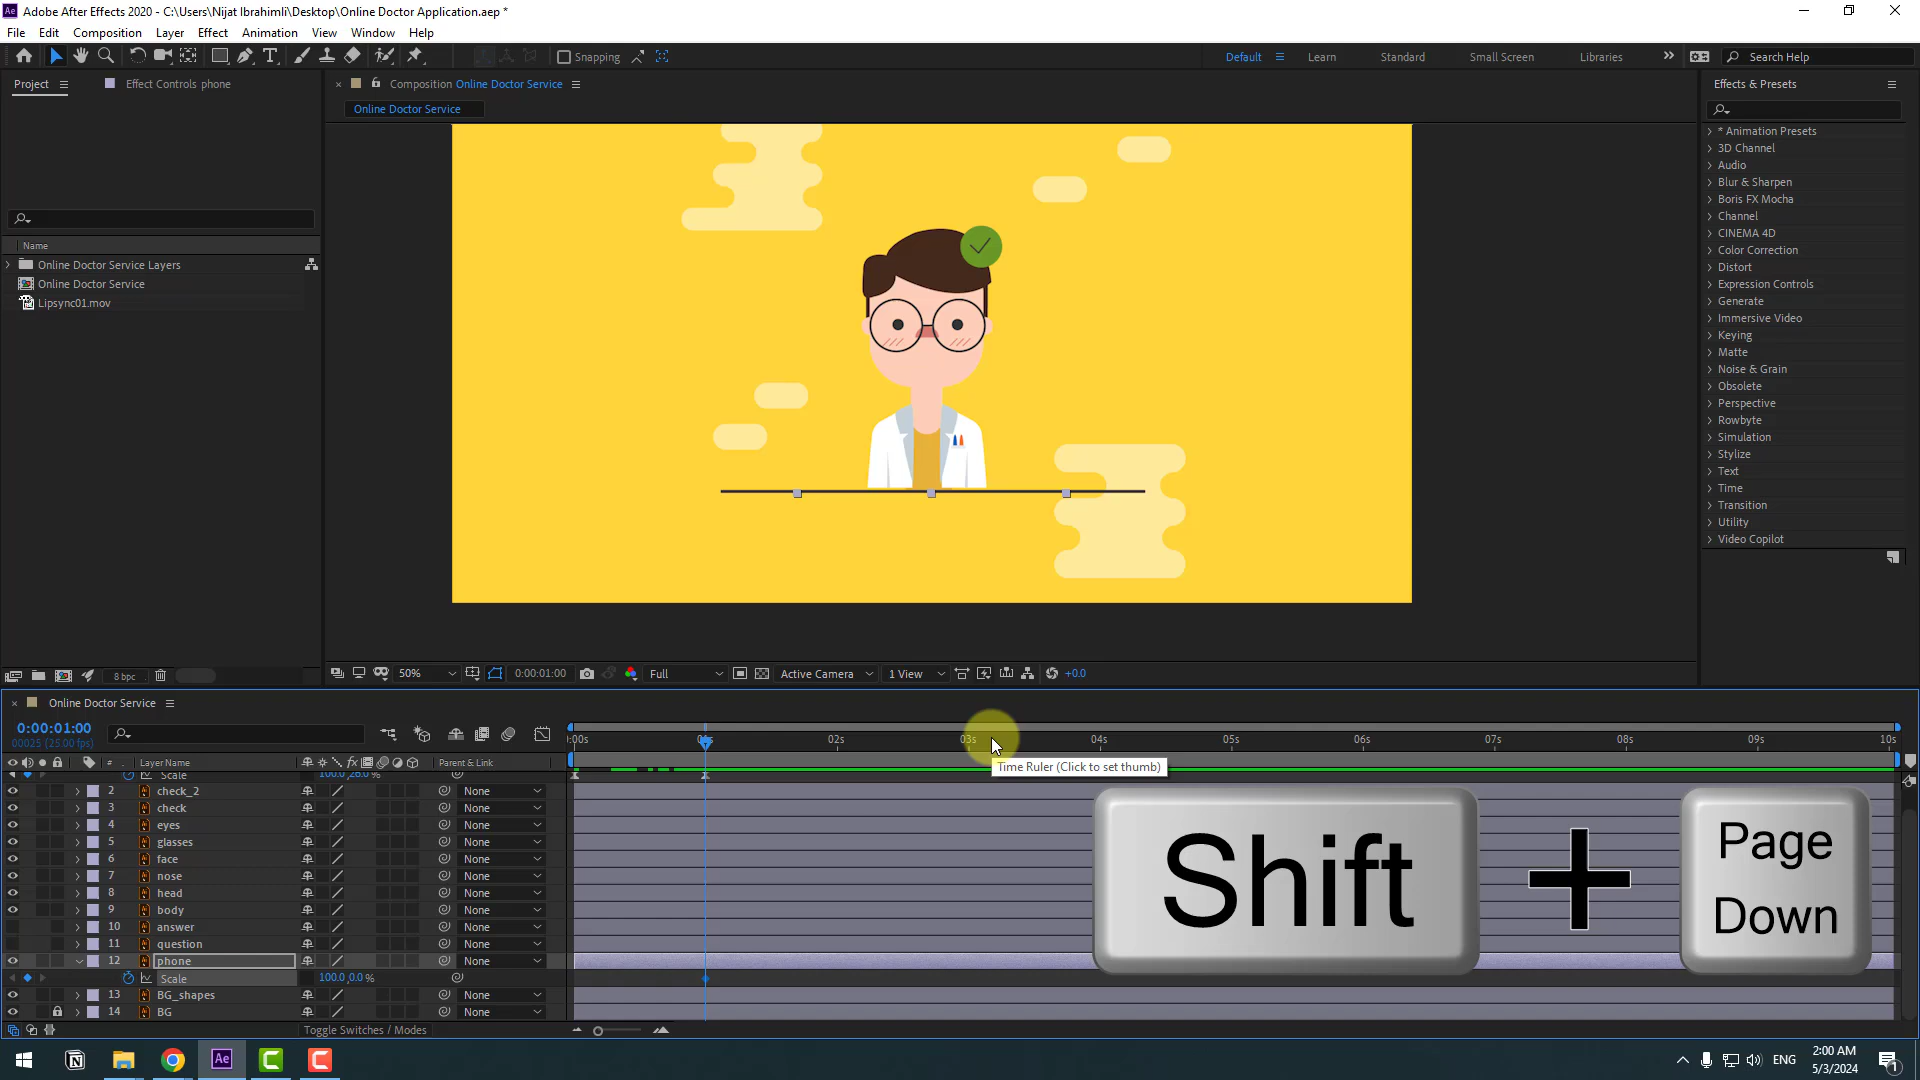 Adobe After Effects 2020 - C:\Users\Nijat Ibrahimli\Desktop\Online Doctor Application.aep *
File Edit Composition Layer Effect Animation View Window Help
Snapping
Default Learn Standard Small Screen Libraries Search Help
Project Effect Controls phone
Composition Online Doctor Service
Effects & Presets
Online Doctor Service
* Animation Presets
3D Channel
Audio
Blur & Sharpen
Boris FX Mocha
Channel
CINEMA 4D
Color Correction
Distort
Expression Controls
Generate
Immersive Video
Keying
Matte
Noise & Grain
Obsolete
Perspective
Rowbyte
Simulation
Stylize
Text
Time
Transition
Utility
Video Copilot
Name
Online Doctor Service Layers
Online Doctor Service
Lipsync01.mov
8 bpc
50% 0:00:01:00 Full Active Camera 1 View +0.0
Online Doctor Service
0:00:01:00
00025 (25.00 fps)
:00s 02s 03s 04s 05s 06s 07s 08s 09s 10s
# Layer Name Parent & Link
Time Ruler (Click to set thumb)
Scale 100.0,26.0 %
2 check_2 None
3 check None
4 eyes None
5 glasses None
6 face None
7 nose None
8 head None
9 body None
10 answer None
11 question None
12 phone None
Scale 100.0,0.0 %
13 BG_shapes None
14 BG None
Toggle Switches / Modes
Shift + Page Down
ENG
2:00 AM
5/3/2024
1